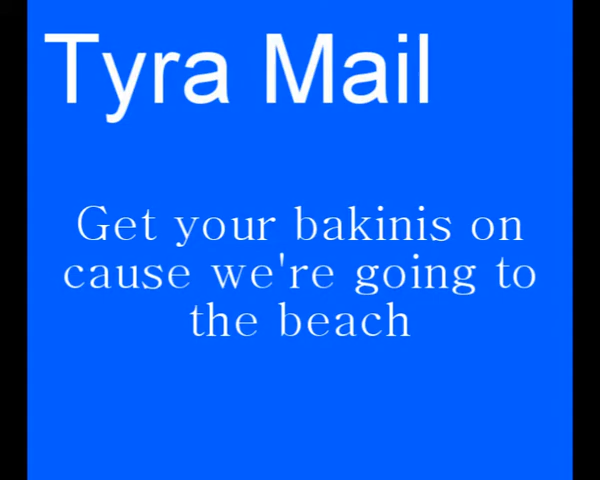 Tyra Mail
Get your bakinis on
cause we're going to
the beach